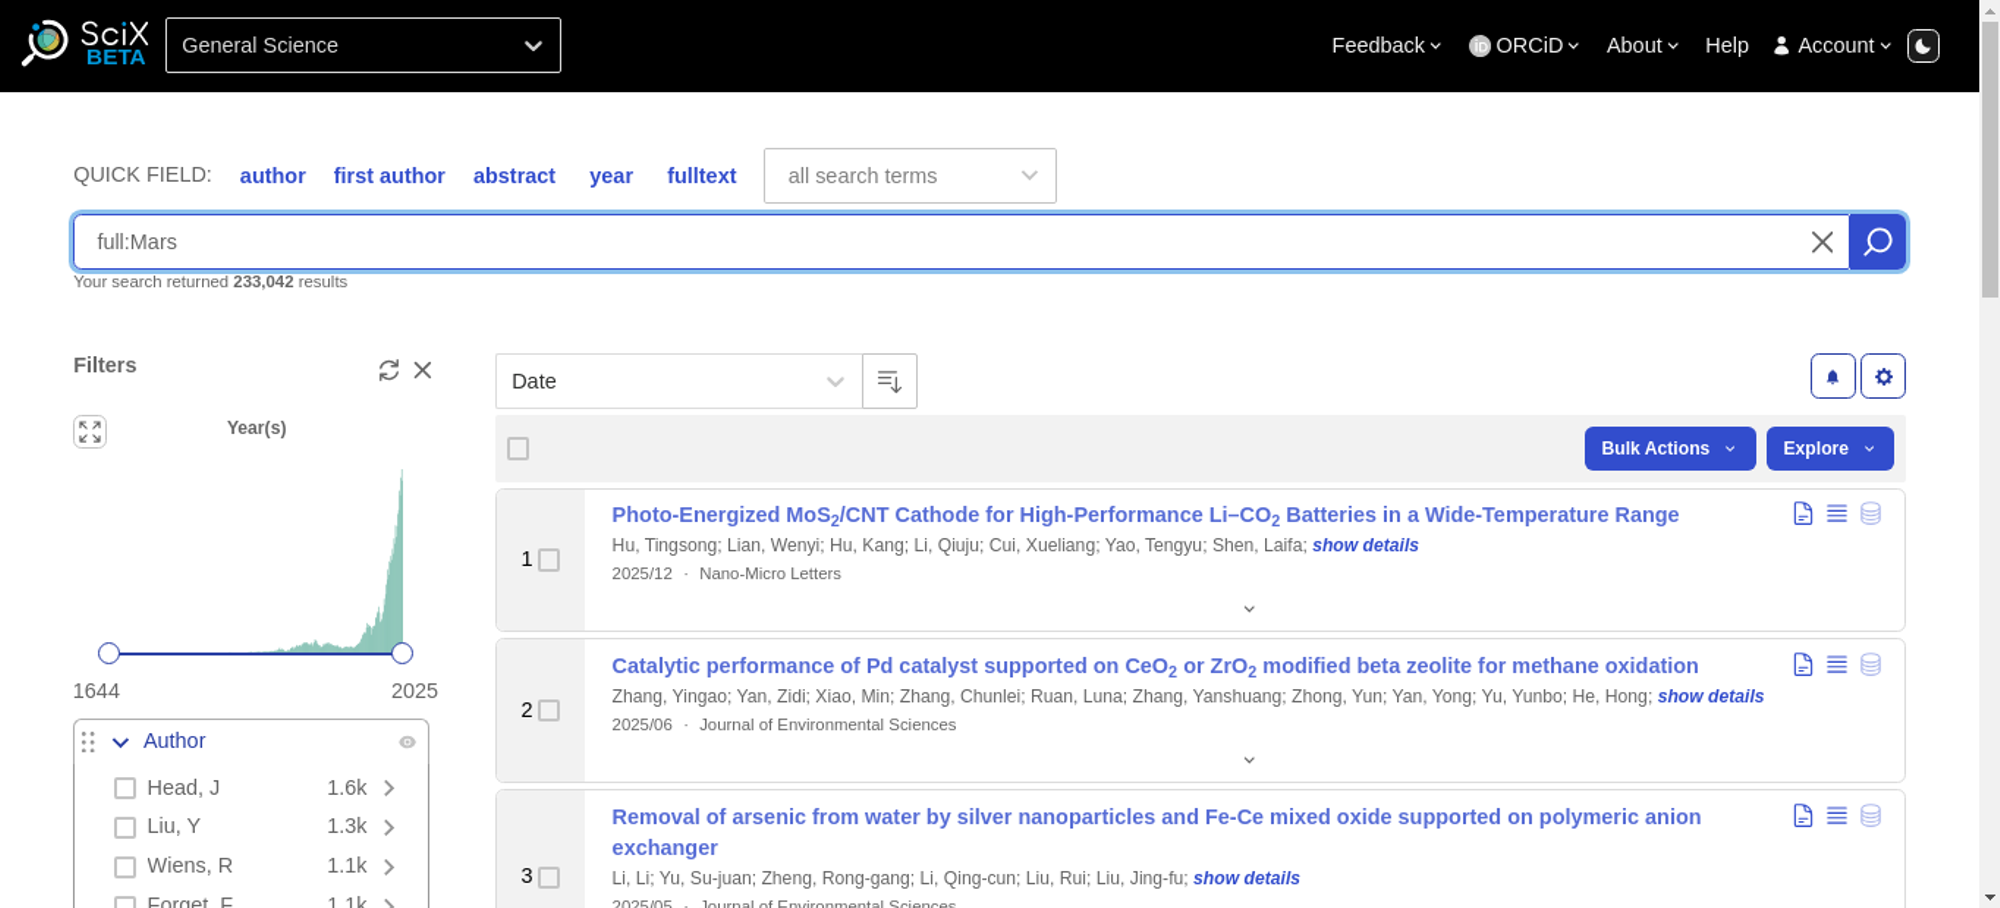 SciX
BETA
General Science
Feedback
iD ORCiD
About
Help
Account
QUICK FIELD:
author
first author
abstract
year
fulltext
all search terms
full:Mars
Your search returned 233,042 results
Filters
Year(s)
1644
2025
Author
Head, J 1.6k
Liu, Y 1.3k
Wiens, R 1.1k
Forget, F 1.1k
Date
Bulk Actions
Explore
1
Photo-Energized MoS2/CNT Cathode for High-Performance Li–CO2 Batteries in a Wide-Temperature Range
Hu, Tingsong; Lian, Wenyi; Hu, Kang; Li, Qiuju; Cui, Xueliang; Yao, Tengyu; Shen, Laifa; show details
2025/12 · Nano-Micro Letters
2
Catalytic performance of Pd catalyst supported on CeO2 or ZrO2 modified beta zeolite for methane oxidation
Zhang, Yingao; Yan, Zidi; Xiao, Min; Zhang, Chunlei; Ruan, Luna; Zhang, Yanshuang; Zhong, Yun; Yan, Yong; Yu, Yunbo; He, Hong; show details
2025/06 · Journal of Environmental Sciences
3
Removal of arsenic from water by silver nanoparticles and Fe-Ce mixed oxide supported on polymeric anion
exchanger
Li, Li; Yu, Su-juan; Zheng, Rong-gang; Li, Qing-cun; Liu, Rui; Liu, Jing-fu; show details
2025/05 · Journal of Environmental Sciences